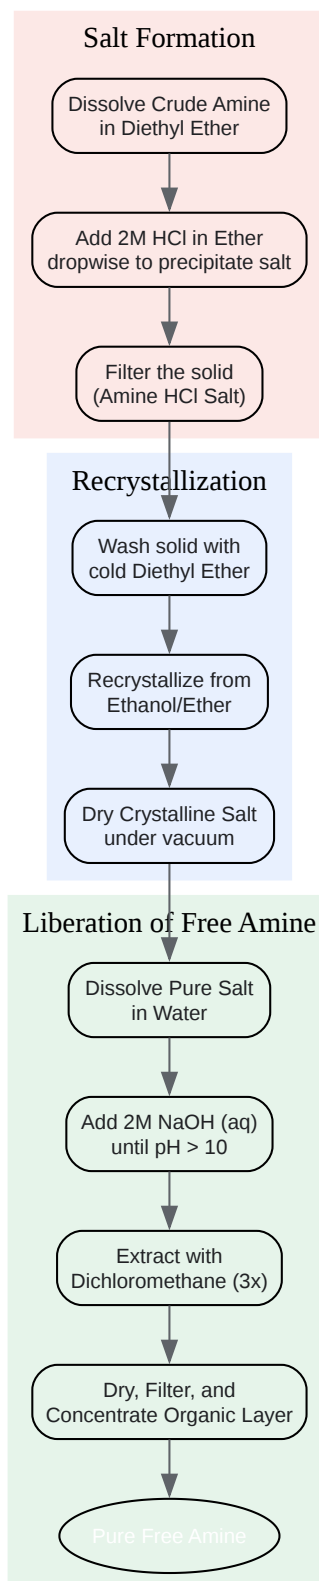 Salt Formation
Dissolve Crude Amine
in Diethyl Ether
Add 2M HCl in Ether
dropwise to precipitate salt
Filter the solid
(Amine HCl Salt)
Recrystallization
Wash solid with
cold Diethyl Ether
Recrystallize from
Ethanol/Ether
Dry Crystalline Salt
under vacuum
Liberation of Free Amine
Dissolve Pure Salt
in Water
Add 2M NaOH (aq)
until pH > 10
Extract with
Dichloromethane (3x)
Dry, Filter, and
Concentrate Organic Layer
Pure Free Amine